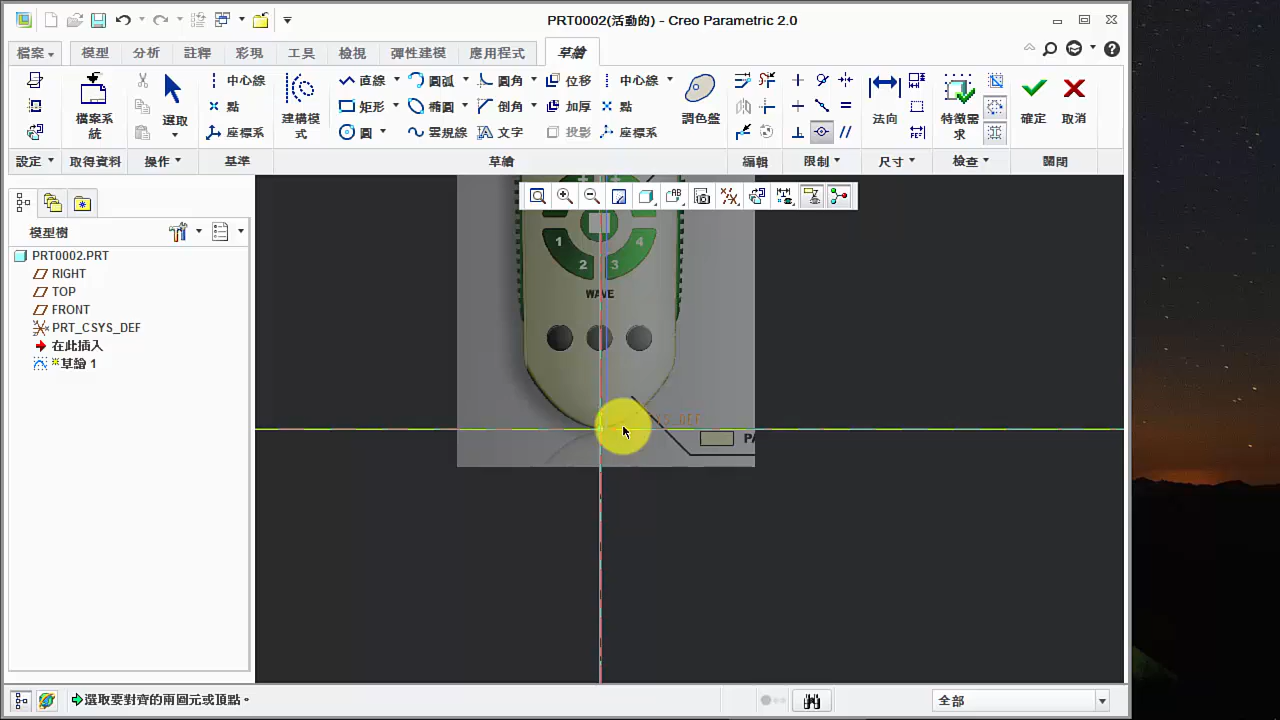 PRT0002(活動的) - Creo Parametric 2.0
檔案 模型 分析 註釋 彩現 工具 檢視 彈性建模 應用程式 草繪
中心線 直線 圓弧 圓角 位移 中心線
點 矩形 橢圓 倒角 加厚 點
座標系 圓 雲規線 文字 投影 座標系
檔案系統 選取 建構模式 調色盤 法向 特徵需求 確定 取消
設定 取得資料 操作 基準 草繪 編輯 限制 尺寸 檢查 關閉
模型樹
PRT0002.PRT
RIGHT
TOP
FRONT
PRT_CSYS_DEF
在此插入
草繪 1
1 4
2 3
WAVE
PA
選取要對齊的兩圖元或頂點。
全部